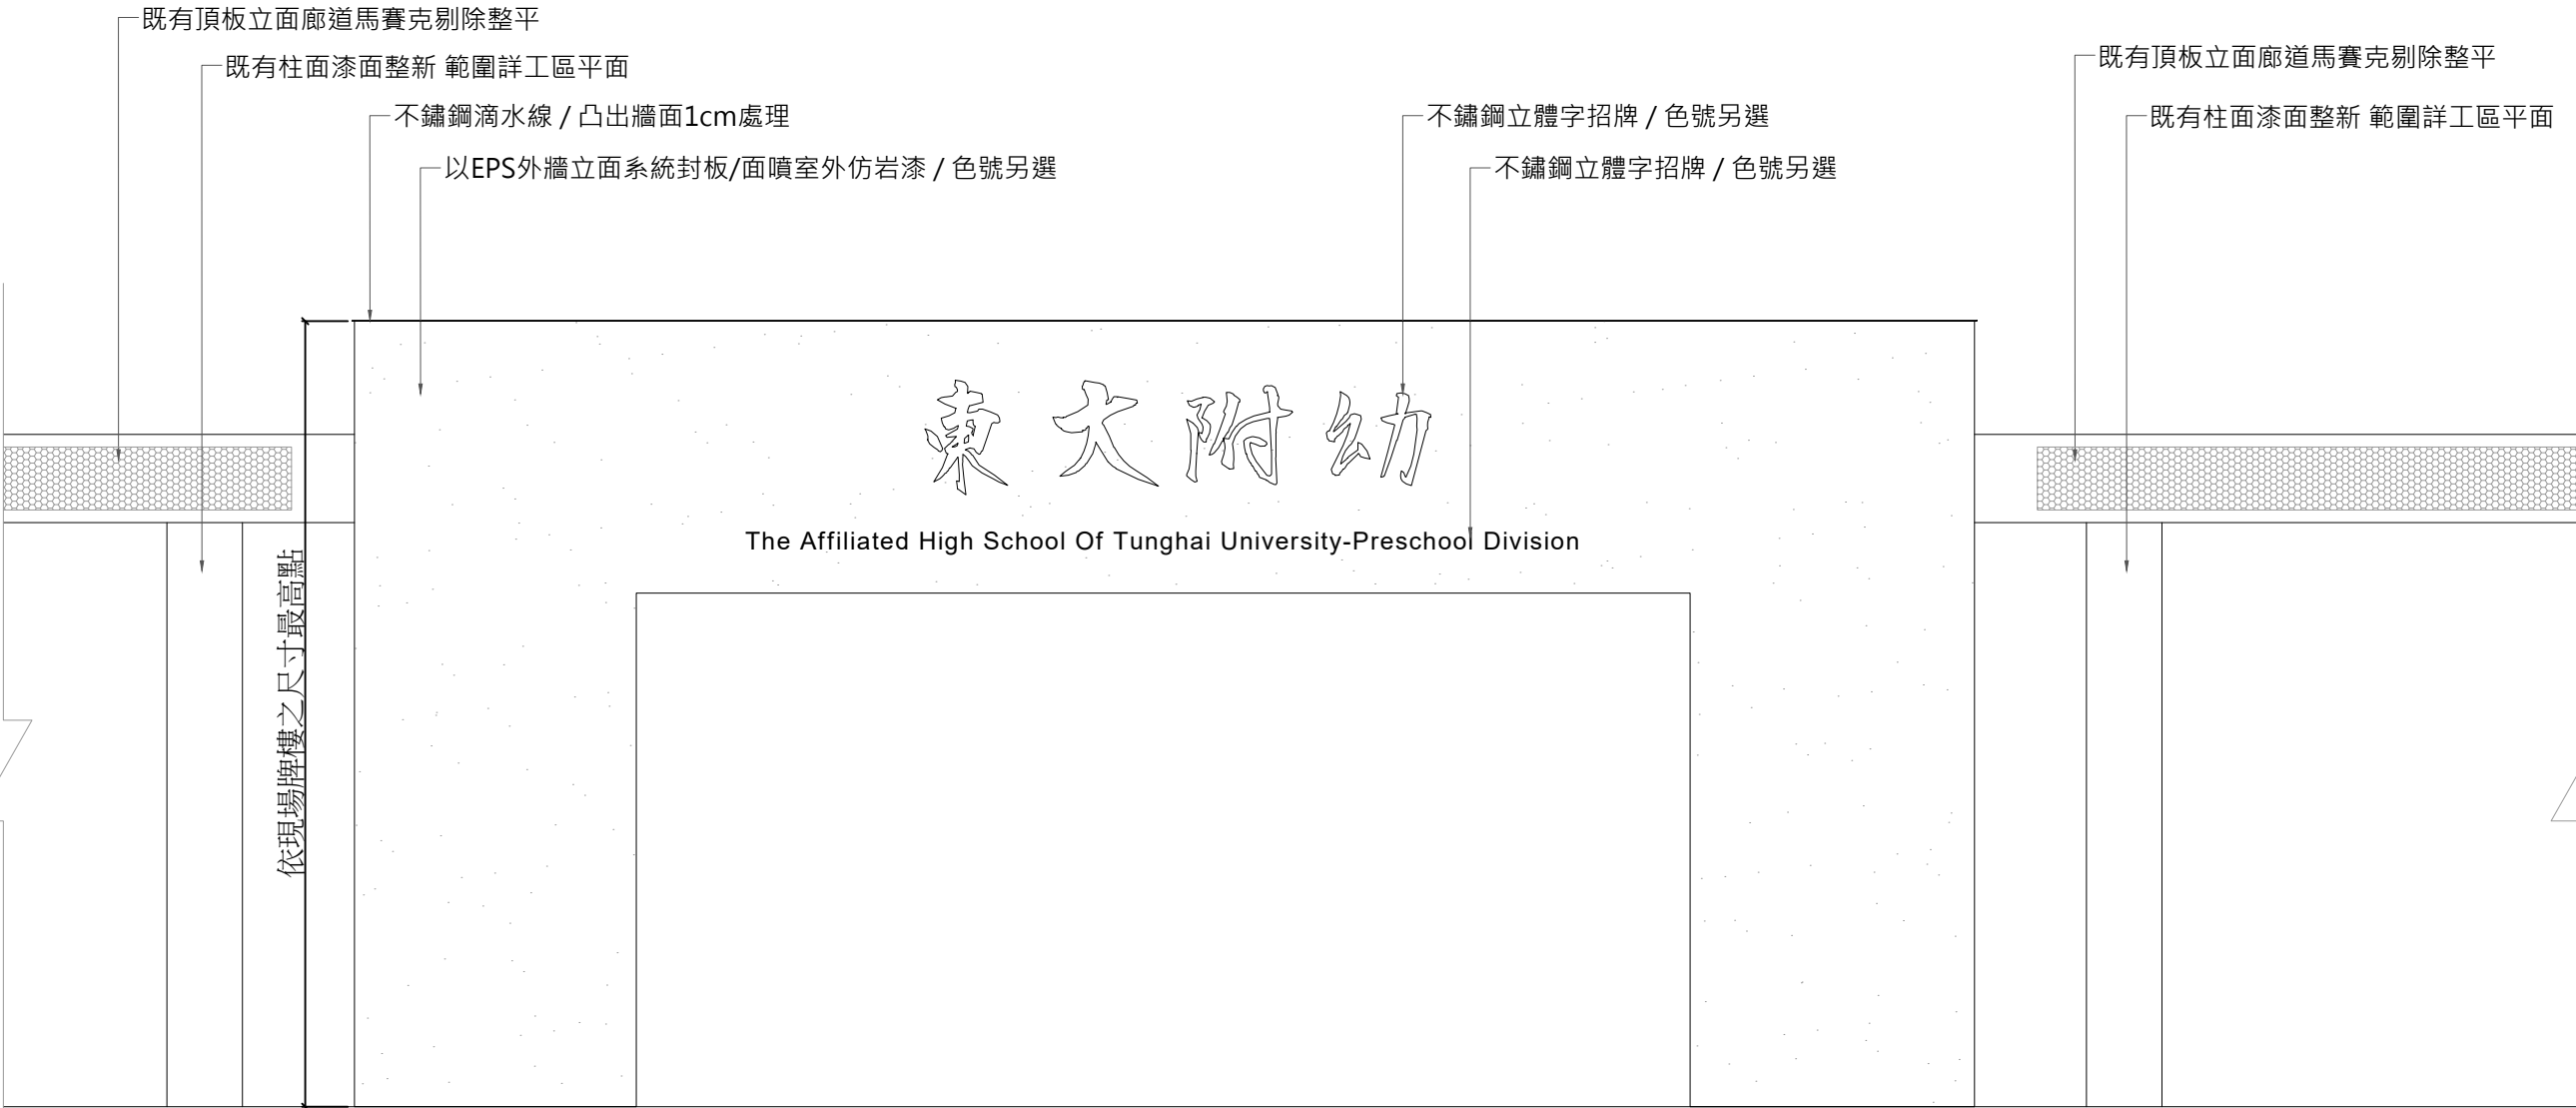 既有頂板立面廊道馬賽克剔除整平
既有柱面漆面整新 範圍詳工區平面
不鏽鋼滴水線 / 凸出牆面1cm處理
以EPS外牆立面系統封板/面噴室外仿岩漆 / 色號另選
不鏽鋼立體字招牌 / 色號另選
不鏽鋼立體字招牌 / 色號另選
既有頂板立面廊道馬賽克剔除整平
既有柱面漆面整新 範圍詳工區平面
東大附幼
The Affiliated High School Of Tunghai University-Preschool Division
依現場牌樓之尺寸最高點